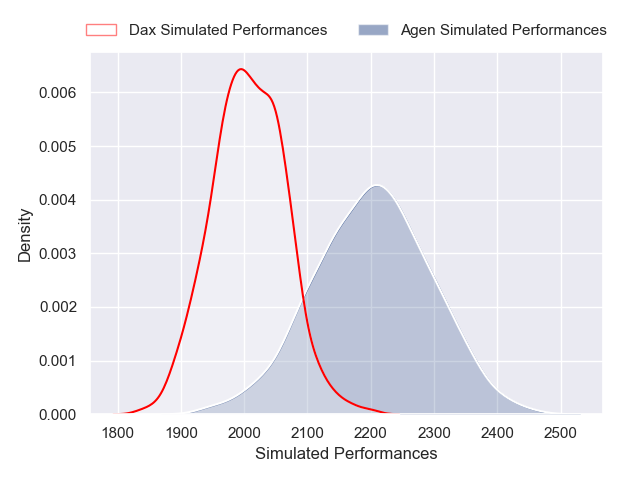 Dax Simulated Performances Agen Simulated Performances
0.006
0.005
0.004
0.003
0.002
0.001
0.000
Density
1800 1900 2000 2100 2200 2300 2400 2500
Simulated Performances